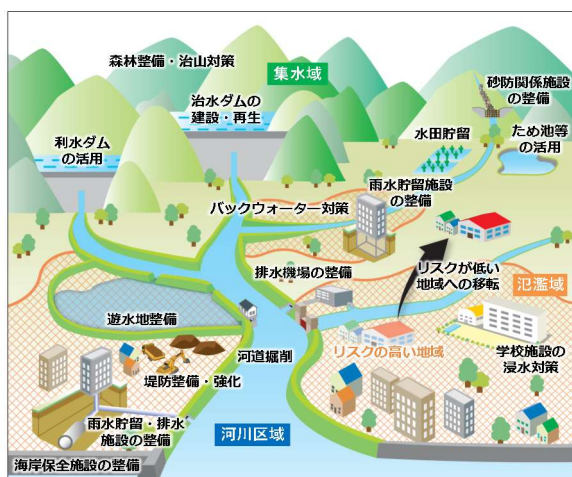 森林整備・治山対策
集水域
砂防関係施設
の整備
治水ダムの
建設・再生
水田貯留
ため池等
の活用
利水ダム
の活用
雨水貯留施設
の整備
バックウォーター対策
排水機場の整備
リスクが低い
地域への移転
氾濫域
遊水地整備
リスクの高い地域
学校施設の
浸水対策
河道掘削
堤防整備・強化
雨水貯留・排水
施設の整備
河川区域
海岸保全施設の整備